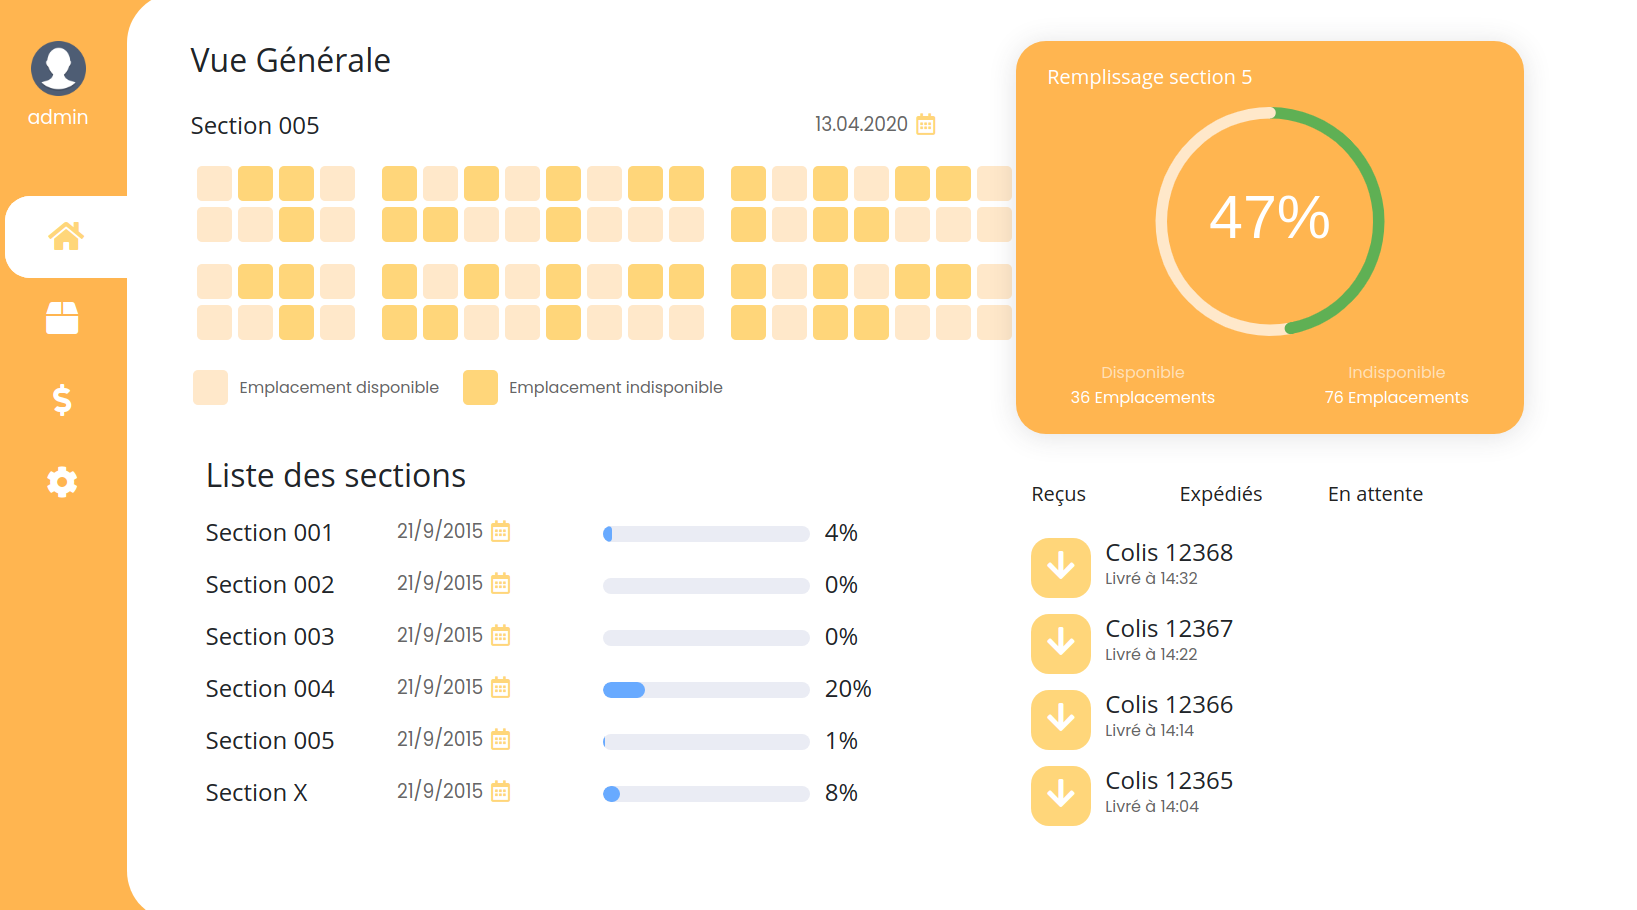 admin
Vue Générale
Section 005
13.04.2020
Emplacement disponible
Emplacement indisponible
Remplissage section 5
47%
Disponible
36 Emplacements
Indisponible
76 Emplacements
Liste des sections
Section 001 21/9/2015 4%
Section 002 21/9/2015 0%
Section 003 21/9/2015 0%
Section 004 21/9/2015 20%
Section 005 21/9/2015 1%
Section X 21/9/2015 8%
Reçus Expédiés En attente
Colis 12368
Livré à 14:32
Colis 12367
Livré à 14:22
Colis 12366
Livré à 14:14
Colis 12365
Livré à 14:04